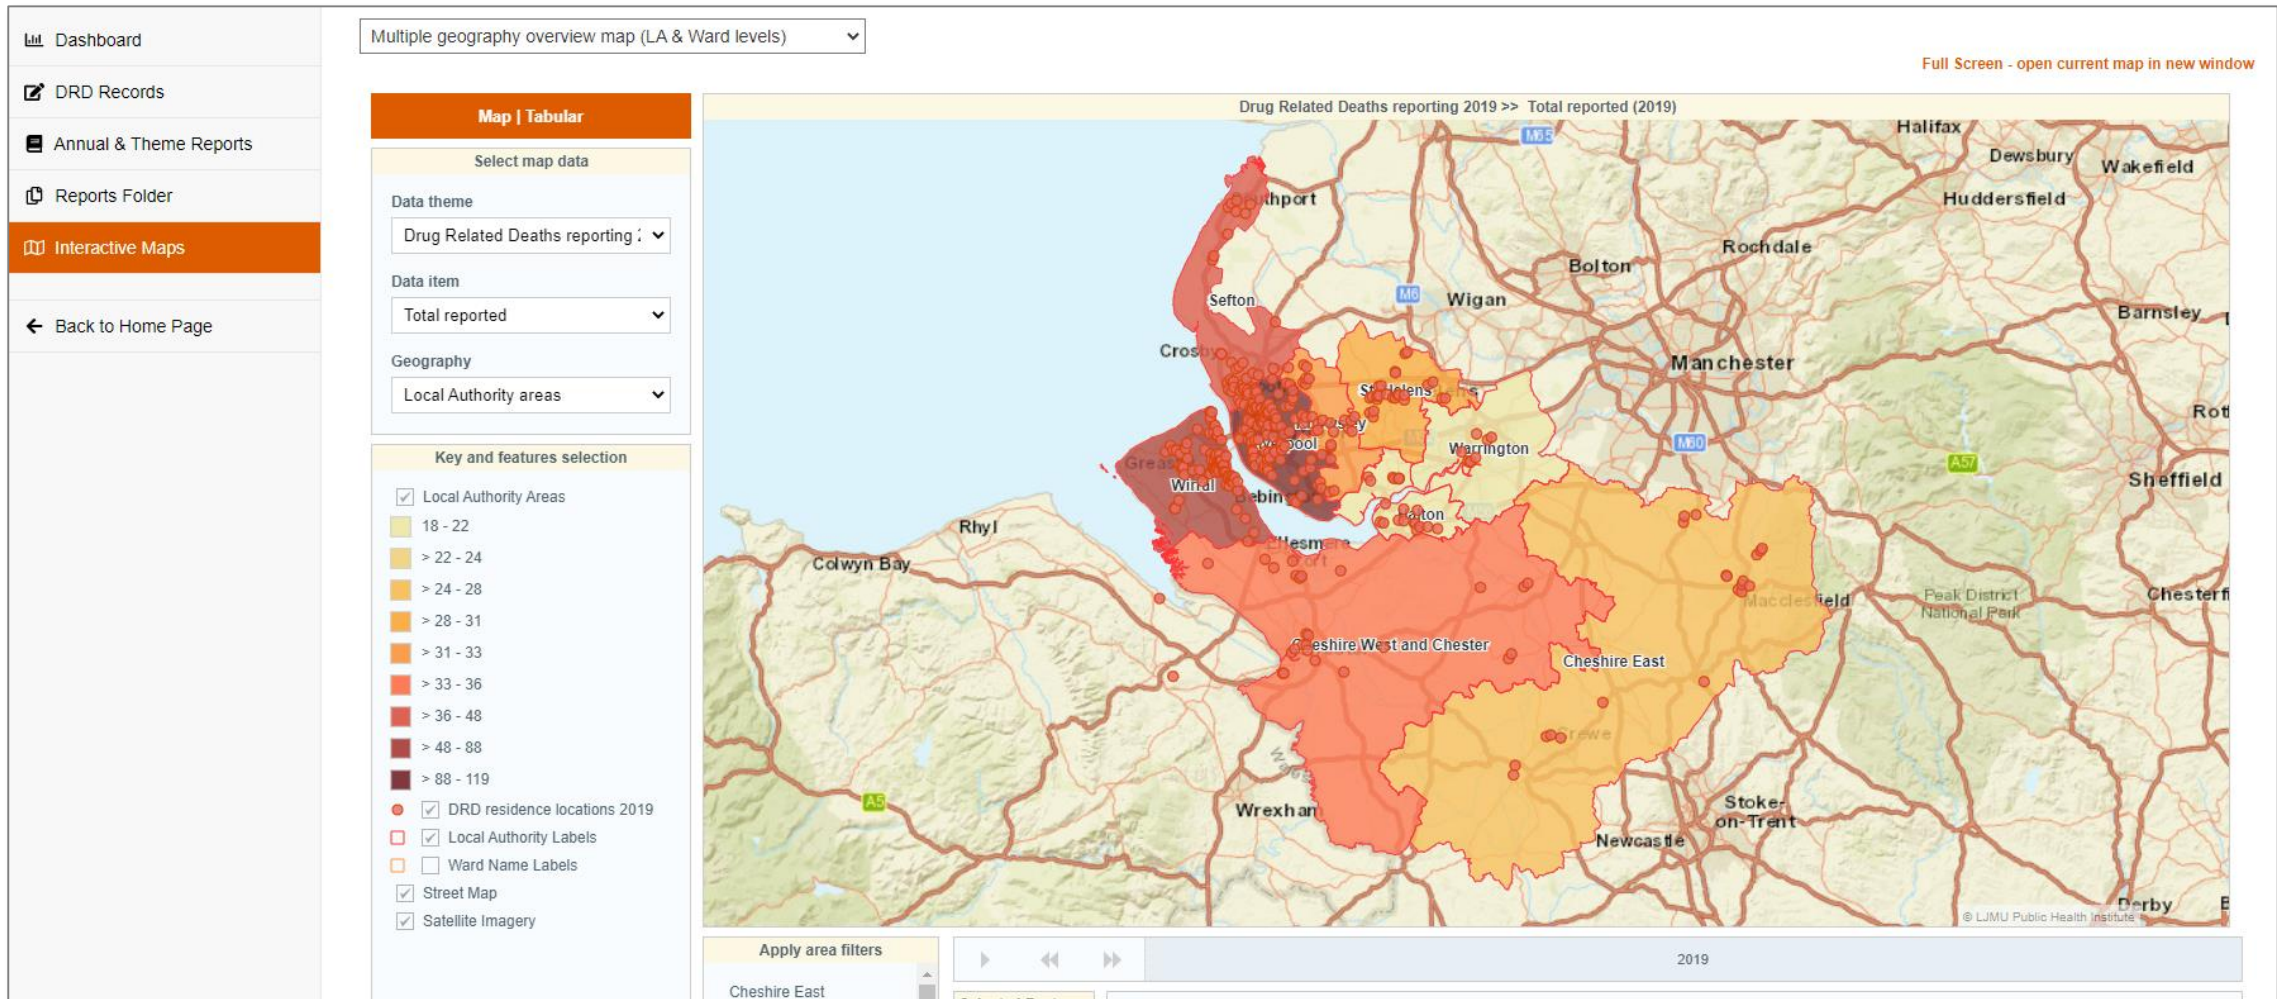 Dashboard
DRD Records
Annual & Theme Reports
Reports Folder
Interactive Maps
Back to Home Page
Multiple geography overview map (LA & Ward levels)
Full Screen - open current map in new window
Map | Tabular
Select map data
Data theme
Drug Related Deaths reporting
Data item
Total reported
Geography
Local Authority areas
Key and features selection
Local Authority Areas
18 - 22
> 22 - 24
> 24 - 28
> 28 - 31
> 31 - 33
> 33 - 36
> 36 - 48
> 48 - 88
> 88 - 119
DRD residence locations 2019
Local Authority Labels
Ward Name Labels
Street Map
Satellite Imagery
Drug Related Deaths reporting 2019 >> Total reported (2019)
M65
Halifax
Dewsbury
Wakefield
Huddersfield
Rochdale
Bolton
M6
Wigan
Sefton
Barnsley
Manchester
M60
A57
Sheffield
Warrington
Wirral
Rhyl
Colwyn Bay
Peak District
National Park
Cheshire East
Wrexham
A5
Wales
Stoke-
on-Trent
Newcastle
Derby
© LJMU Public Health Institute
Apply area filters
Cheshire East
2019